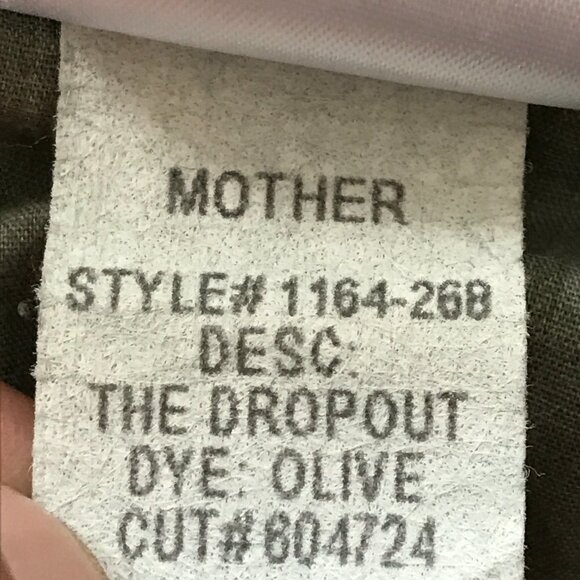 MOTHER
STYLE# 1164-268
DESC:
THE DROPOUT
DYE: OLIVE
CUT# 804724